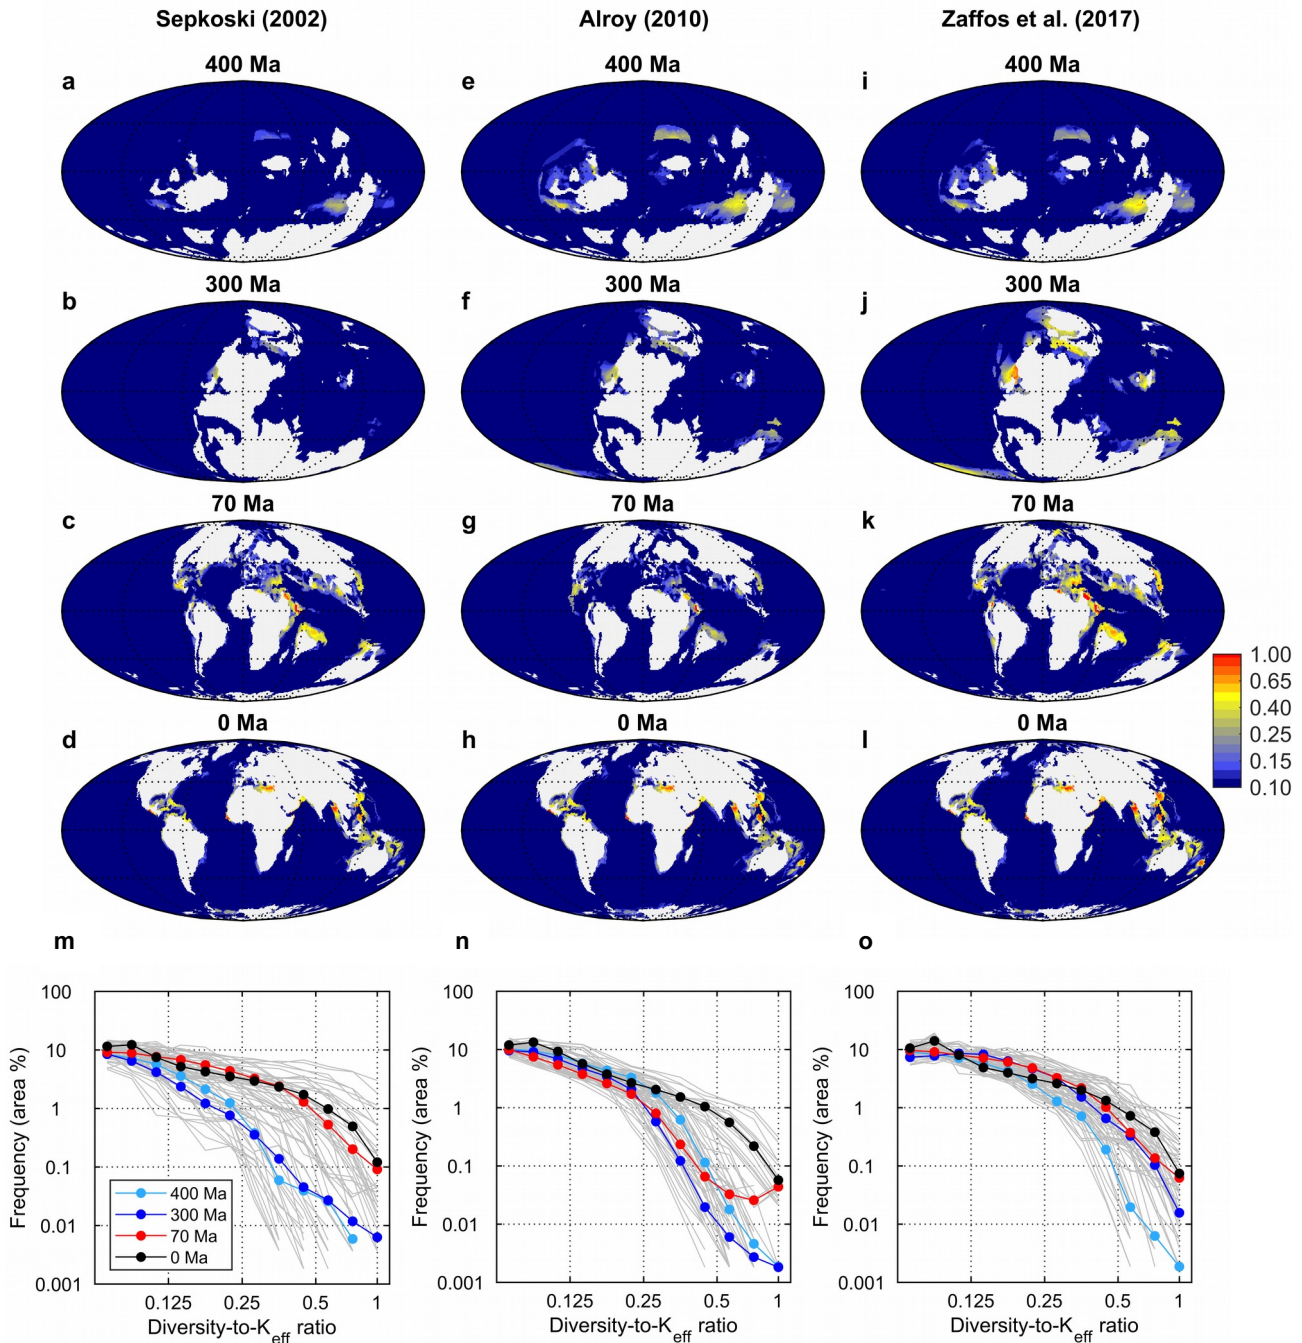 Sepkoski (2002) Alroy (2010) Zaffos et al. (2017)
a 400 Ma e 400 Ma i 400 Ma
b 300 Ma f 300 Ma j 300 Ma
c 70 Ma g 70 Ma k 70 Ma
1.00
0.65
0.40
0.25
0.15
0.10
d 0 Ma h 0 Ma l 0 Ma
m
100
10
1
0.1
0.01
0.001
Frequency (area %)
400 Ma
300 Ma
70 Ma
0 Ma
0.125 0.25 0.5 1
Diversity-to-Keff ratio
n
100
10
1
0.1
0.01
0.001
Frequency (area %)
0.125 0.25 0.5 1
Diversity-to-Keff ratio
o
100
10
1
0.1
0.01
0.001
Frequency (area %)
0.125 0.25 0.5 1
Diversity-to-Keff ratio